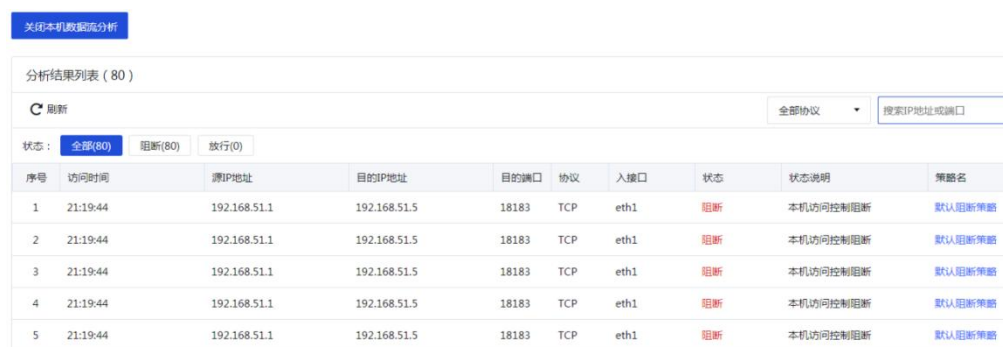 关闭本机数据流分析
分析结果列表（80）
刷新 全部协议 搜索IP地址或端口
状态： 全部(80) 阻断(80) 放行(0)
序号 访问时间 源IP地址 目的IP地址 目的端口 协议 入接口 状态 状态说明 策略名
1 21:19:44 192.168.51.1 192.168.51.5 18183 TCP eth1 阻断 本机访问控制阻断 默认阻断策略
2 21:19:44 192.168.51.1 192.168.51.5 18183 TCP eth1 阻断 本机访问控制阻断 默认阻断策略
3 21:19:44 192.168.51.1 192.168.51.5 18183 TCP eth1 阻断 本机访问控制阻断 默认阻断策略
4 21:19:44 192.168.51.1 192.168.51.5 18183 TCP eth1 阻断 本机访问控制阻断 默认阻断策略
5 21:19:44 192.168.51.1 192.168.51.5 18183 TCP eth1 阻断 本机访问控制阻断 默认阻断策略